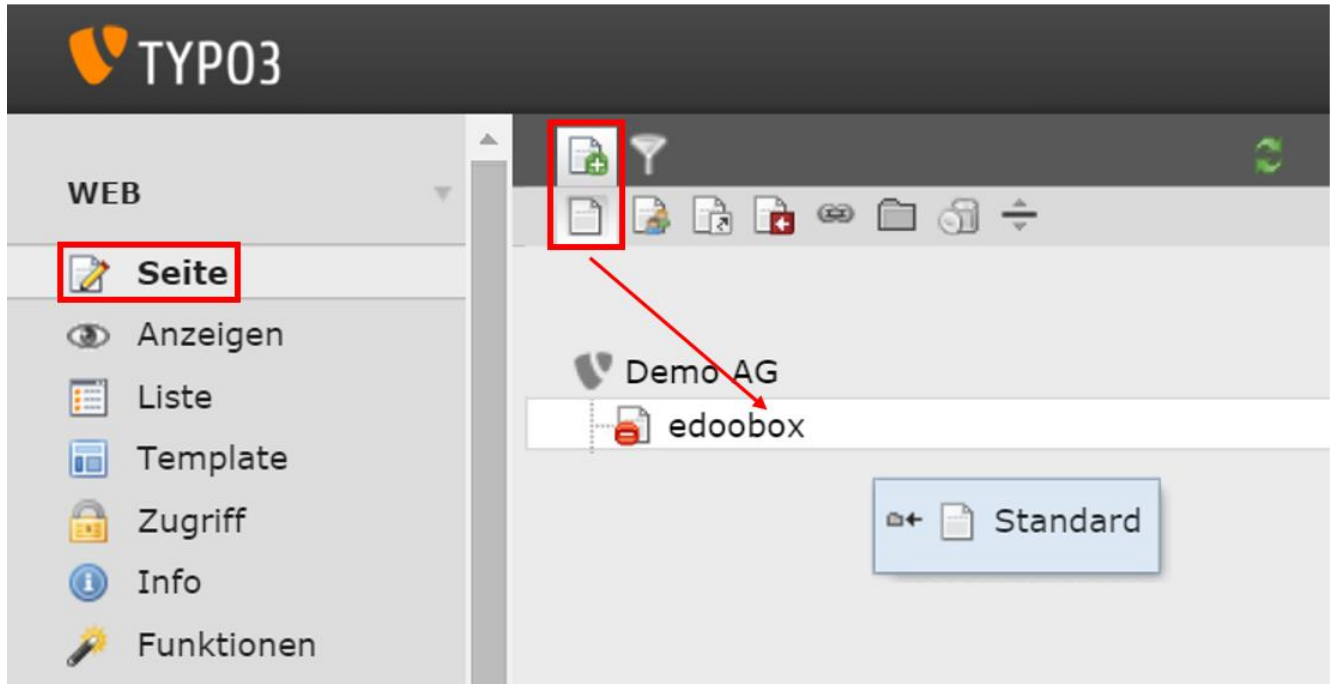 TYPO3
WEB
Seite
Anzeigen
Liste
Template
Zugriff
Info
Funktionen
Demo AG
edoobox
Standard